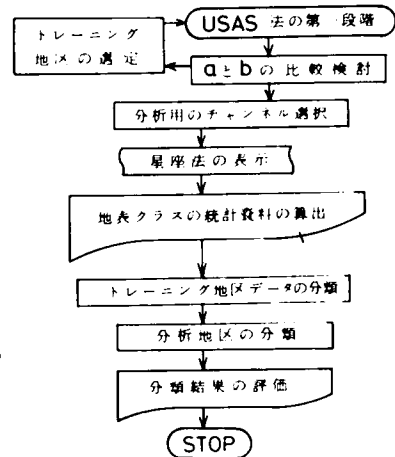 USAS 法の第一段階
トレーニング
地区の選定
aとbの比較検討
分析用のチャンネル選択
星座法の表示
地表クラスの統計資料の算出
トレーニング地区データの分類
分析地区の分類
分類結果の評価
STOP